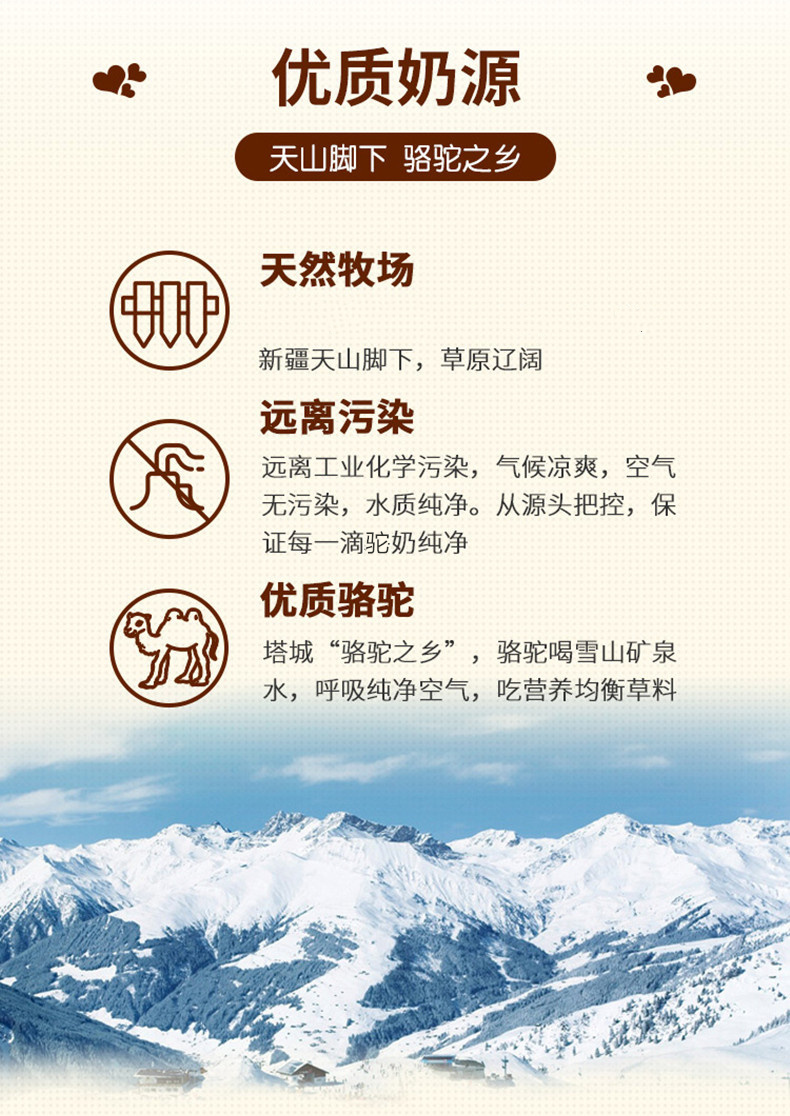 优质奶源
天山脚下 骆驼之乡
天然牧场
新疆天山脚下，草原辽阔
远离污染
远离工业化学污染，气候凉爽，空气
无污染，水质纯净。从源头把控，保
证每一滴驼奶纯净
优质骆驼
塔城“骆驼之乡”，骆驼喝雪山矿泉
水，呼吸纯净空气，吃营养均衡草料